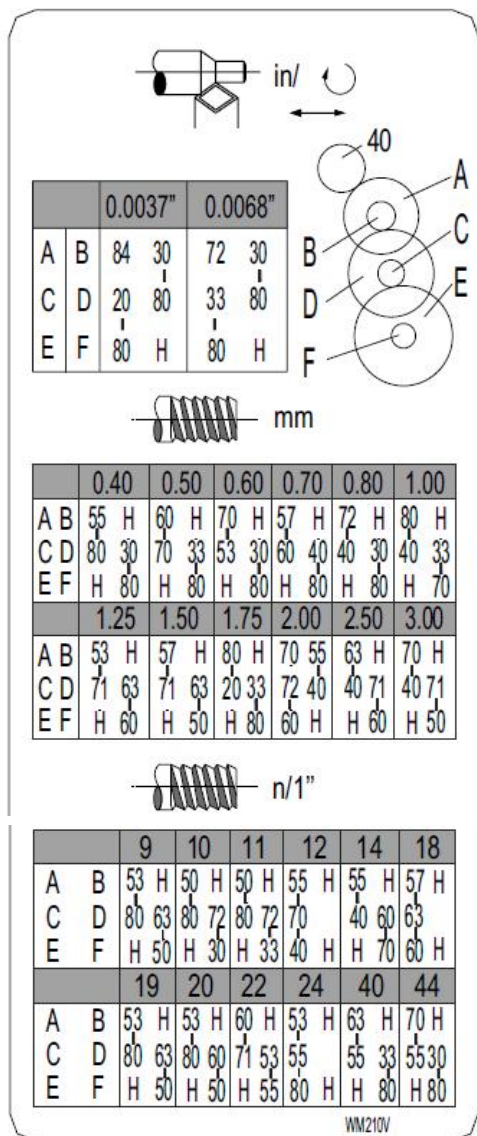 in/
40
A
B
C
D
E
F
0.0037" 0.0068"
A B 84 30 72 30
C D 20 80 33 80
E F 80 H 80 H
mm
0.40 0.50 0.60 0.70 0.80 1.00
A B 55 H 60 H 70 H 57 H 72 H 80 H
C D 80 30 70 33 53 30 60 40 40 30 40 33
E F H 80 H 80 H 80 H 80 H 80 H 70
1.25 1.50 1.75 2.00 2.50 3.00
A B 53 H 57 H 80 H 70 55 63 H 70 H
C D 71 63 71 63 20 33 72 40 40 71 40 71
E F H 60 H 50 H 80 60 H H 60 H 50
n/1"
9 10 11 12 14 18
A B 53 H 50 H 50 H 55 H 55 H 57 H
C D 80 63 80 72 80 72 70 40 60 63
E F H 50 H 30 H 33 40 H H 70 60 H
19 20 22 24 40 44
A B 53 H 53 H 60 H 53 H 63 H 70 H
C D 80 63 80 60 71 53 55 55 33 55 30
E F H 50 H 50 H 55 80 H H 80 H 80
WM210V